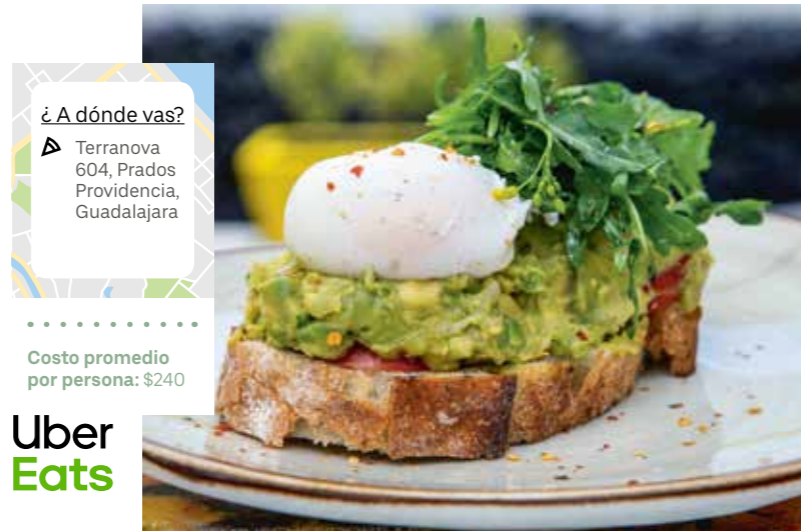 ¿ A dónde vas?
Terranova
604, Prados
Providencia,
Guadalajara
Costo promedio
por persona: $240
Uber
Eats